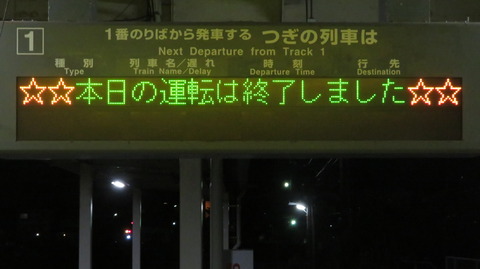 1
1番のりばから発車する つぎの列車は
Next Departure from Track 1
種別 列車名/遅れ 時刻 行先
Type Train Name/Delay Departure Time Destination
☆☆本日の運転は終了しました☆☆